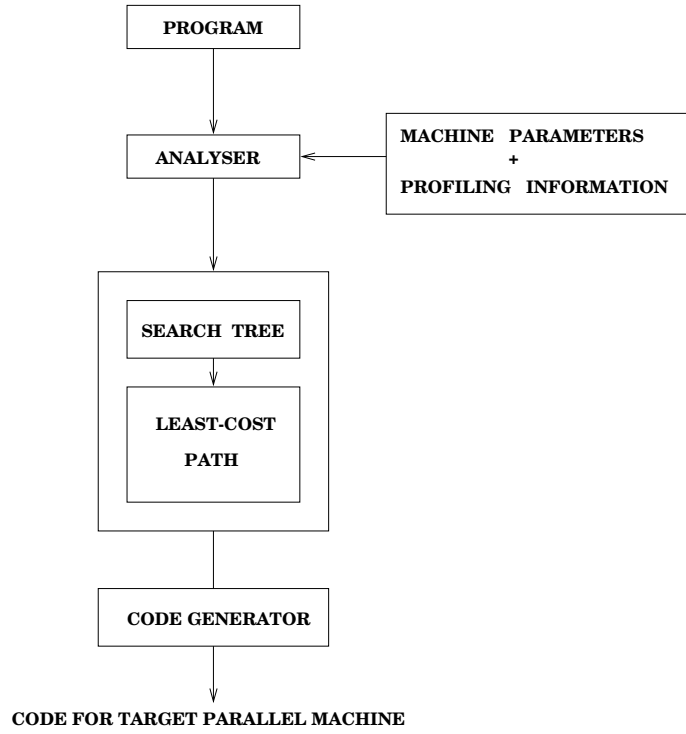 PROGRAM
ANALYSER
MACHINE PARAMETERS
+
PROFILING INFORMATION
SEARCH TREE
LEAST-COST
PATH
CODE GENERATOR
CODE FOR TARGET PARALLEL MACHINE